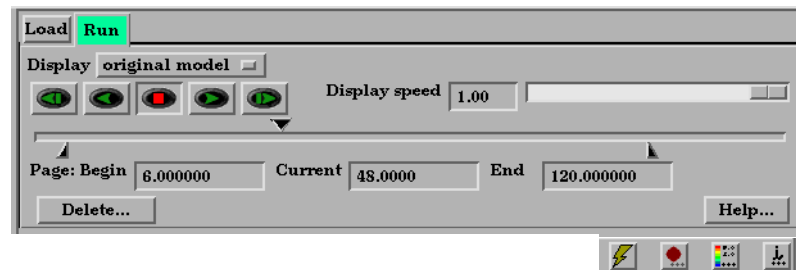 Load Run
Display original model
Display speed 1.00
Page: Begin 6.000000 Current 48.0000 End 120.000000
Delete... Help...